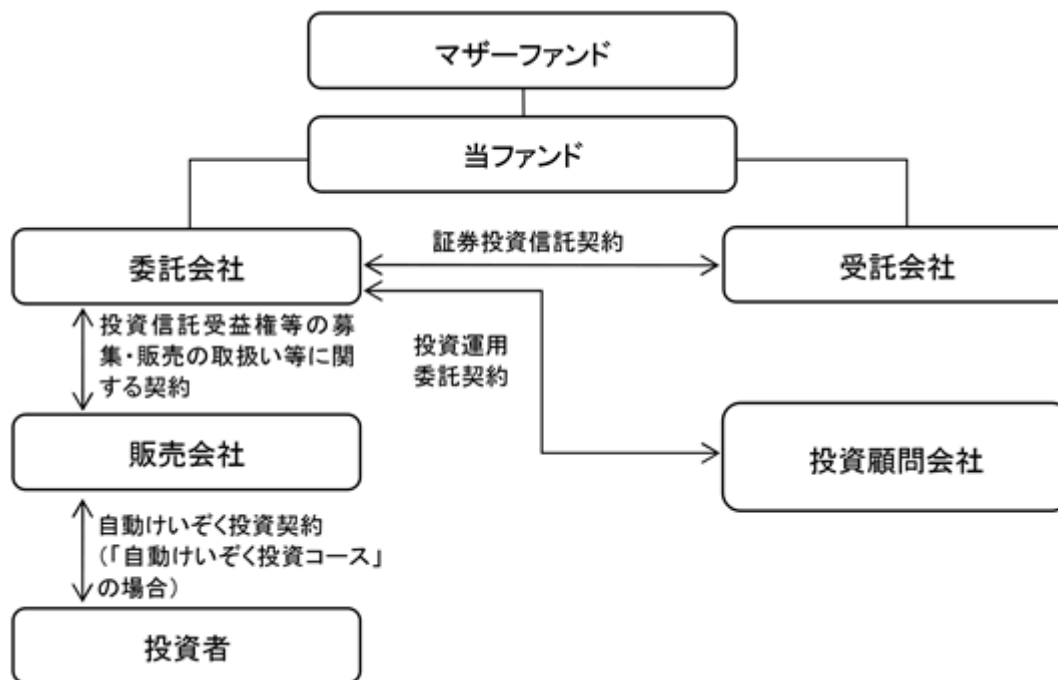 マザーファンド
当ファンド
証券投資信託契約
委託会社
受託会社
投資信託受益権等の募
集・販売の取扱い等に関
する契約
投資運用
委託契約
販売会社
投資顧問会社
自動けいぞく投資契約
(「自動けいぞく投資コース」
の場合)
投資者